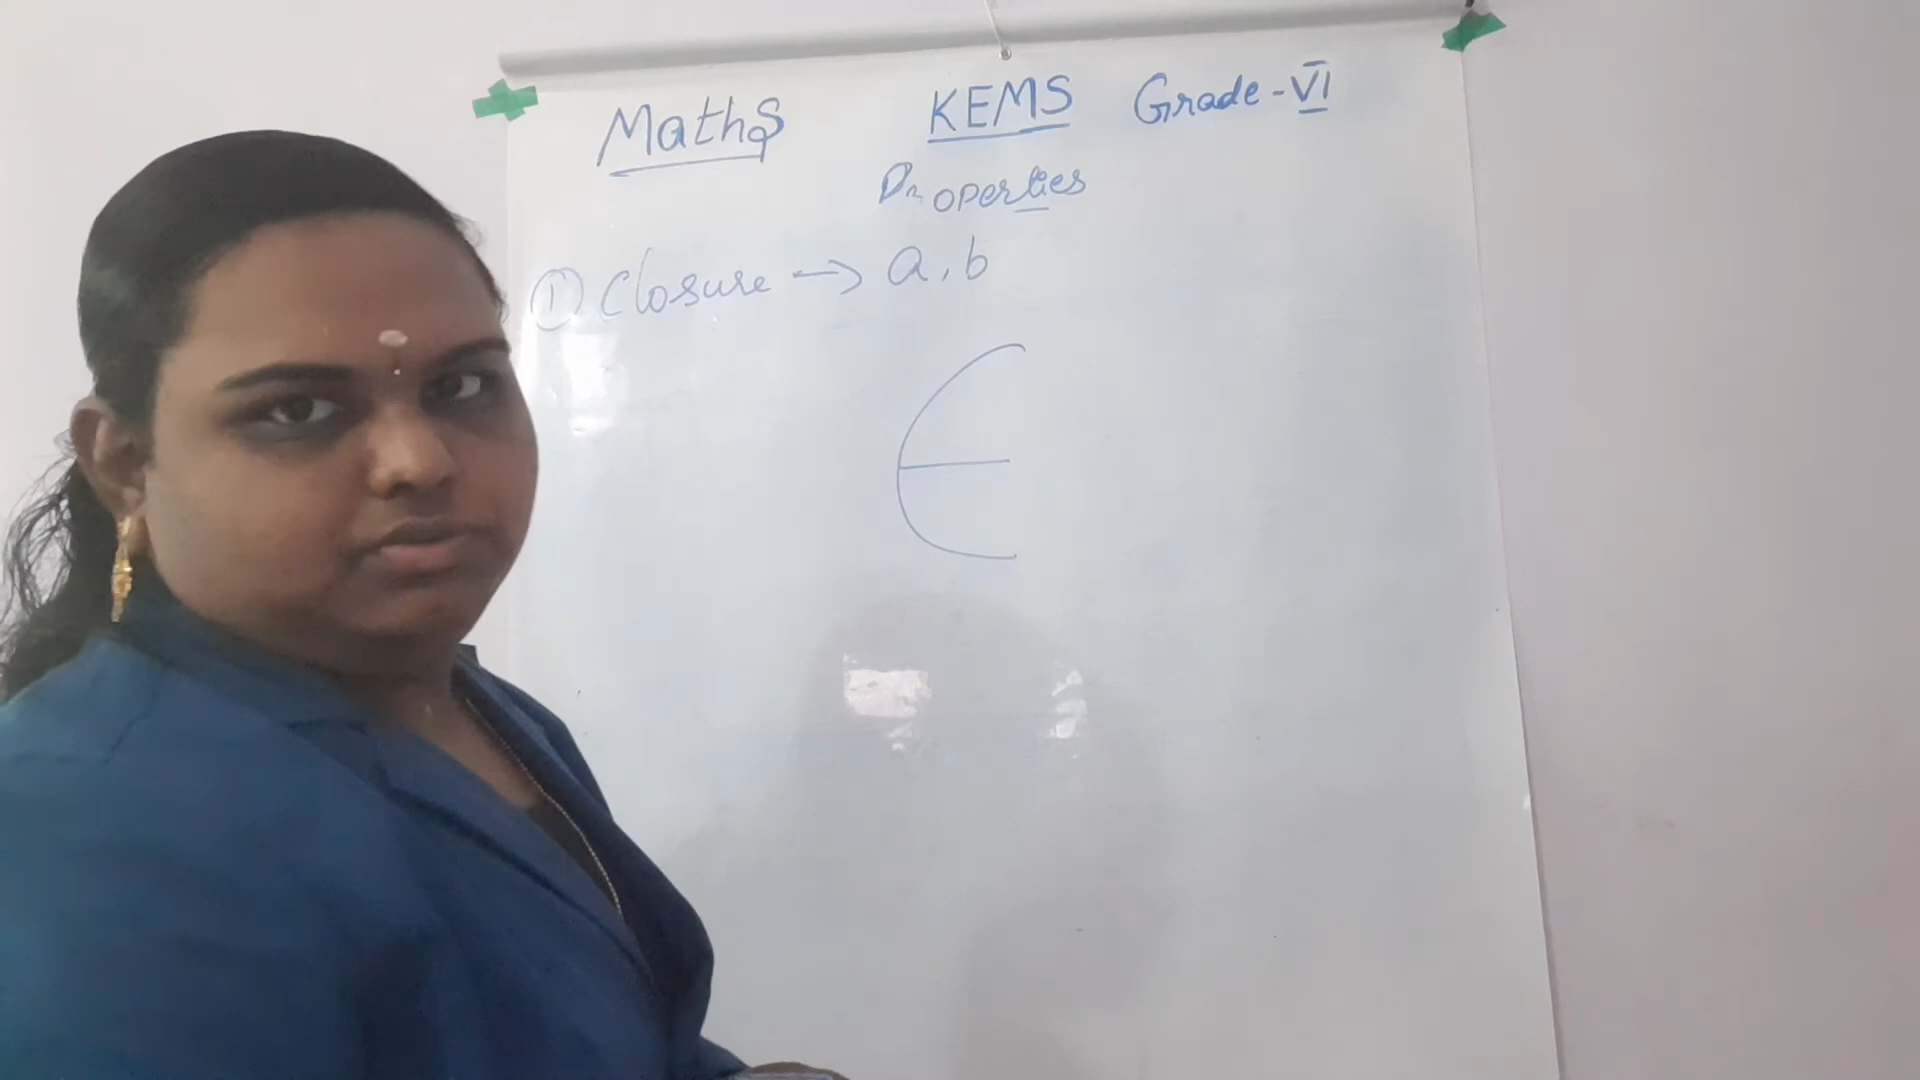 Maths KEMS Grade-VI
Properties
① Closure → a, b
∈